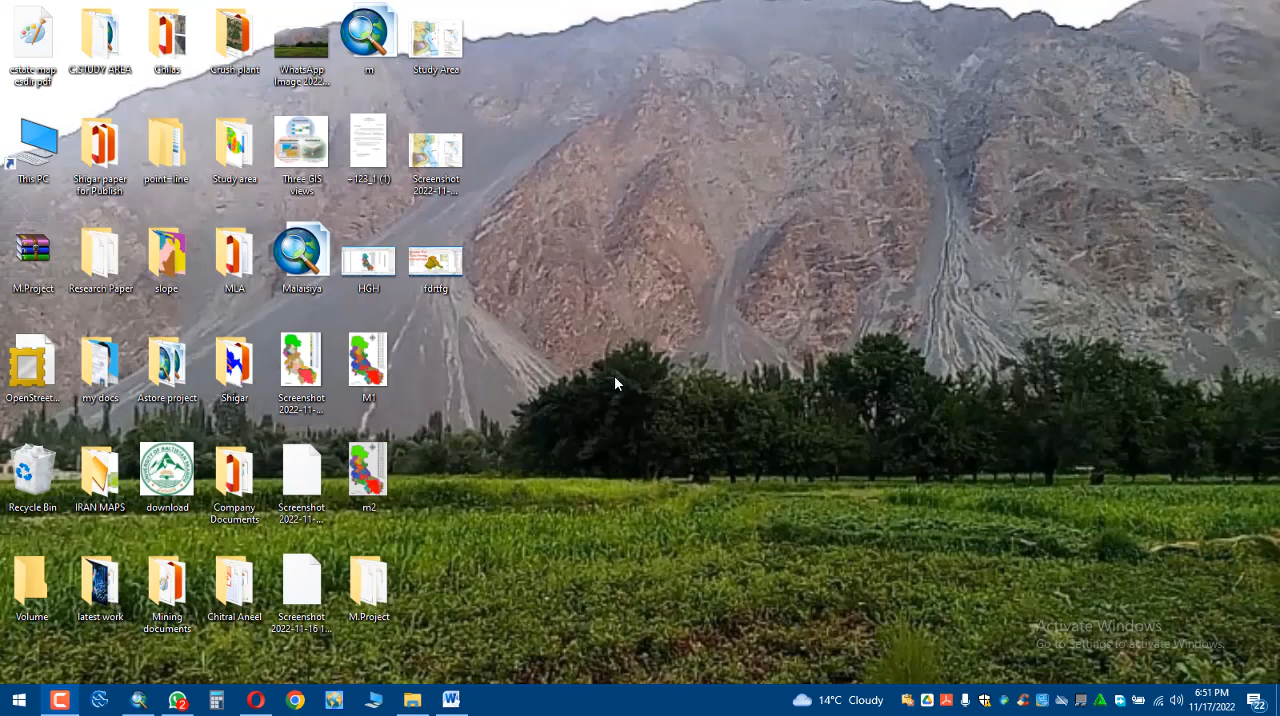 estate map
esdir pdf
C.STUDY AREA
Chilas
Crush plant
WhatsApp
Image 2022...
m
Study Area
This PC
Shigar paper
for Publish
point=line
Study area
Three GIS
views
~123_1 (1)
Screenshot
2022-11-...
M.Project
Research Paper
slope
MLA
Malaisiya
HGH
fdrtfg
OpenStreet...
my docs
Astore project
Shigar
Screenshot
2022-11-...
M1
Recycle Bin
IRAN MAPS
download
Company
Documents
Screenshot
2022-11-...
m2
Volume
latest work
Mining
documents
Chitral Aneel
Screenshot
2022-11-16 1...
M.Project
Activate Windows
Go to Settings to activate Windows.
2
14°C Cloudy
6:51 PM
11/17/2022
22